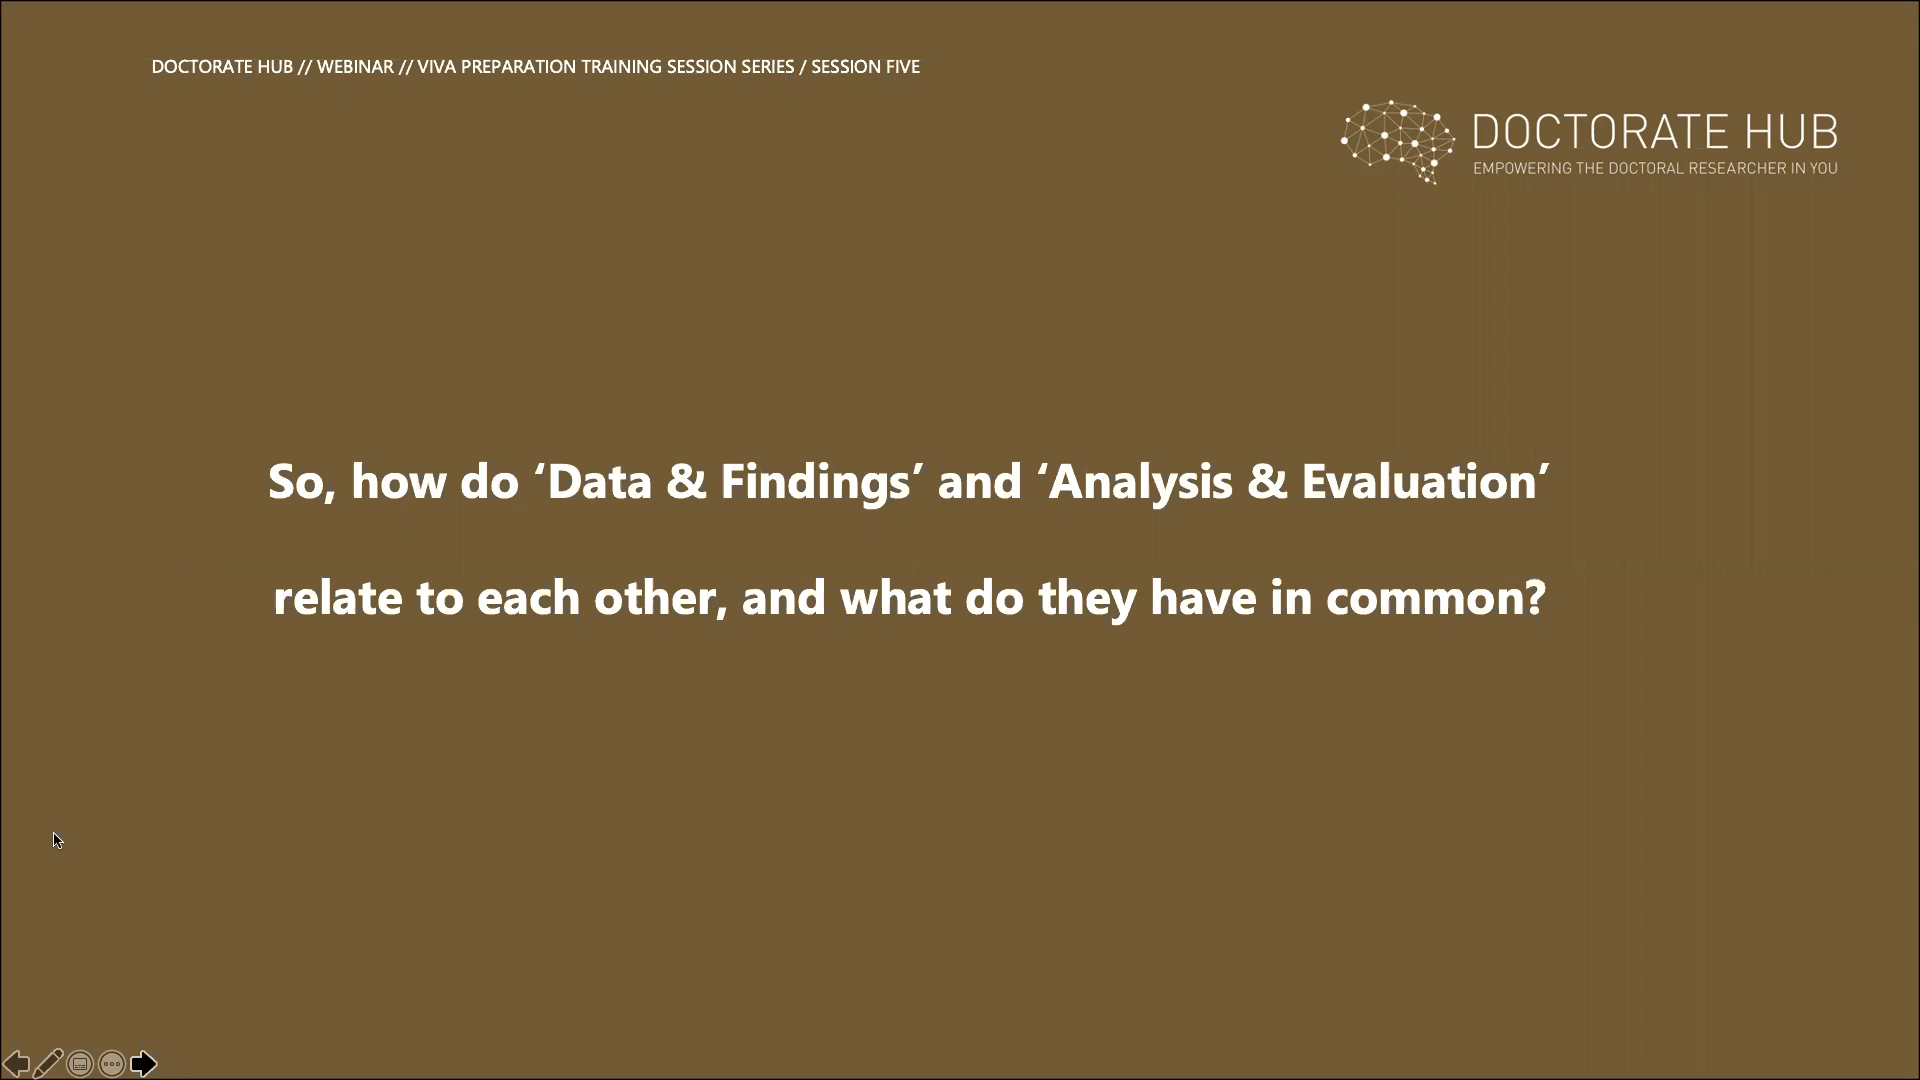 DOCTORATE HUB // WEBINAR // VIVA PREPARATION TRAINING SESSION SERIES / SESSION FIVE
DOCTORATE HUB
EMPOWERING THE DOCTORAL RESEARCHER IN YOU
So, how do ‘Data & Findings’ and ‘Analysis & Evaluation’
relate to each other, and what do they have in common?